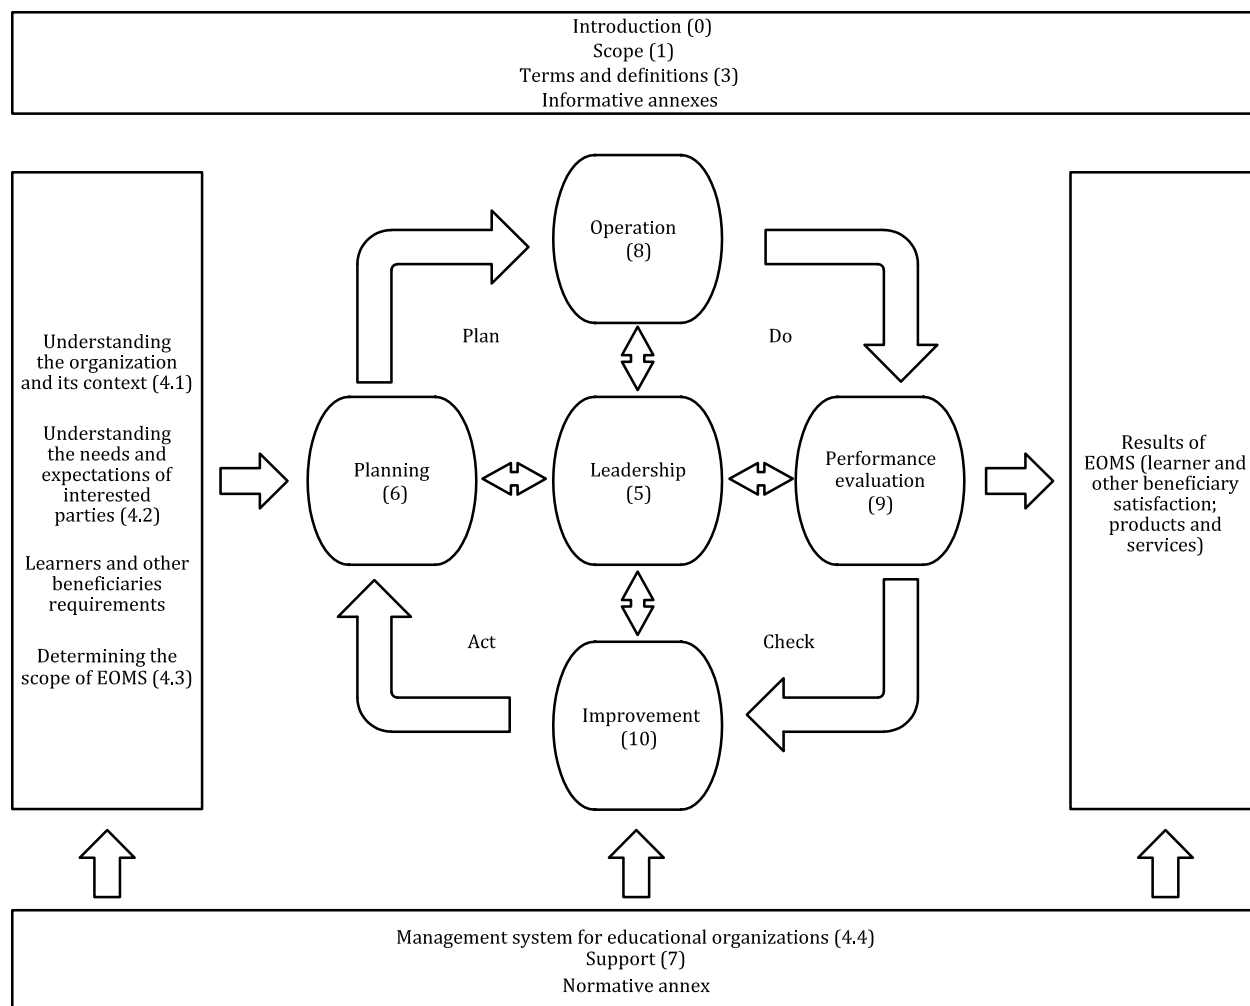 Introduction (0)
Scope (1)
Terms and definitions (3)
Informative annexes
Understanding
the organization
and its context (4.1)
Understanding
the needs and
expectations of
interested
parties (4.2)
Learners and other
beneficiaries
requirements
Determining the
scope of EOMS (4.3)
Operation
(8)
Plan
Do
Planning
(6)
Leadership
(5)
Performance
evaluation
(9)
Act
Check
Improvement
(10)
Results of
EOMS (learner and
other beneficiary
satisfaction;
products and
services)
Management system for educational organizations (4.4)
Support (7)
Normative annex